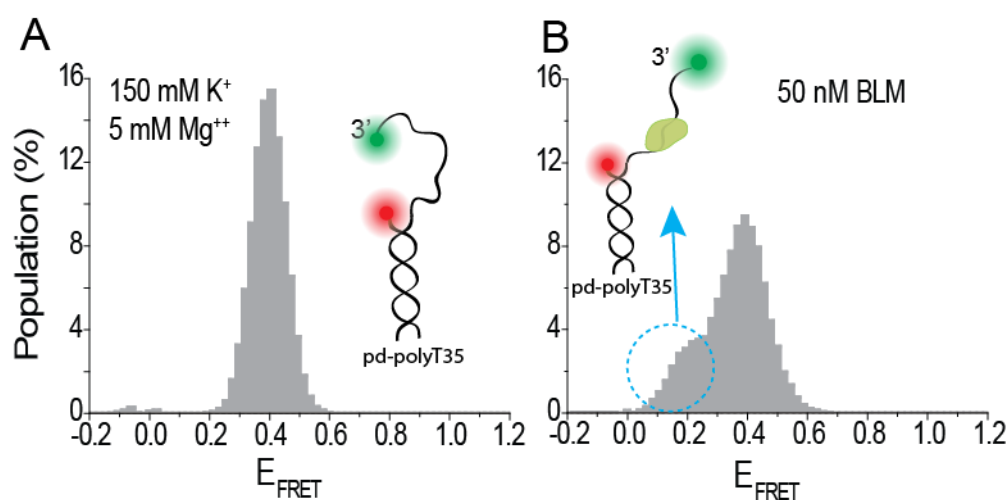 A
150 mM K+
5 mM Mg++
3'
pd-polyT35
Population (%)
16
12
8
4
0
-0.2 0.0 0.2 0.4 0.6 0.8 1.0 1.2
EFRET
B
3'
50 nM BLM
pd-polyT35
16
12
8
4
0
-0.2 0.0 0.2 0.4 0.6 0.8 1.0 1.2
EFRET